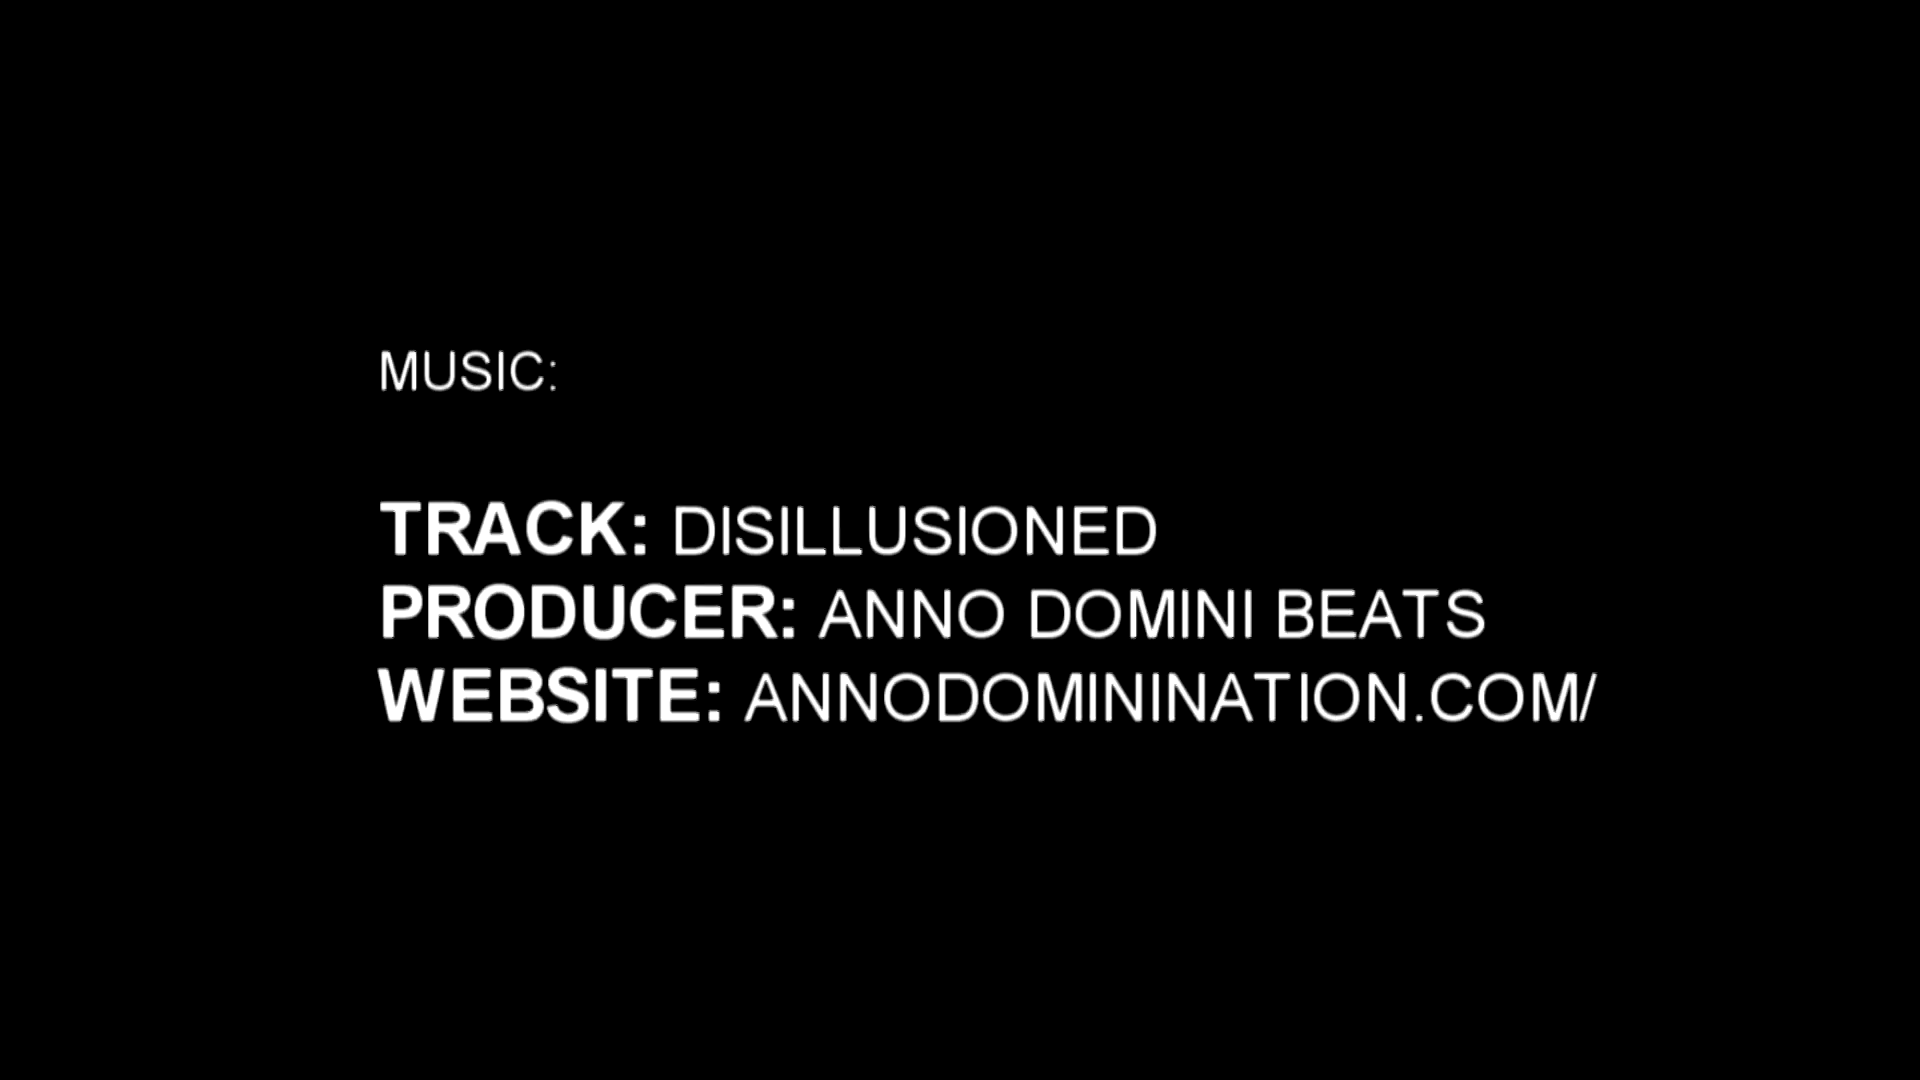 MUSIC:
TRACK: DISILLUSIONED
PRODUCER: ANNO DOMINI BEATS
WEBSITE: ANNODOMININATION.COM/